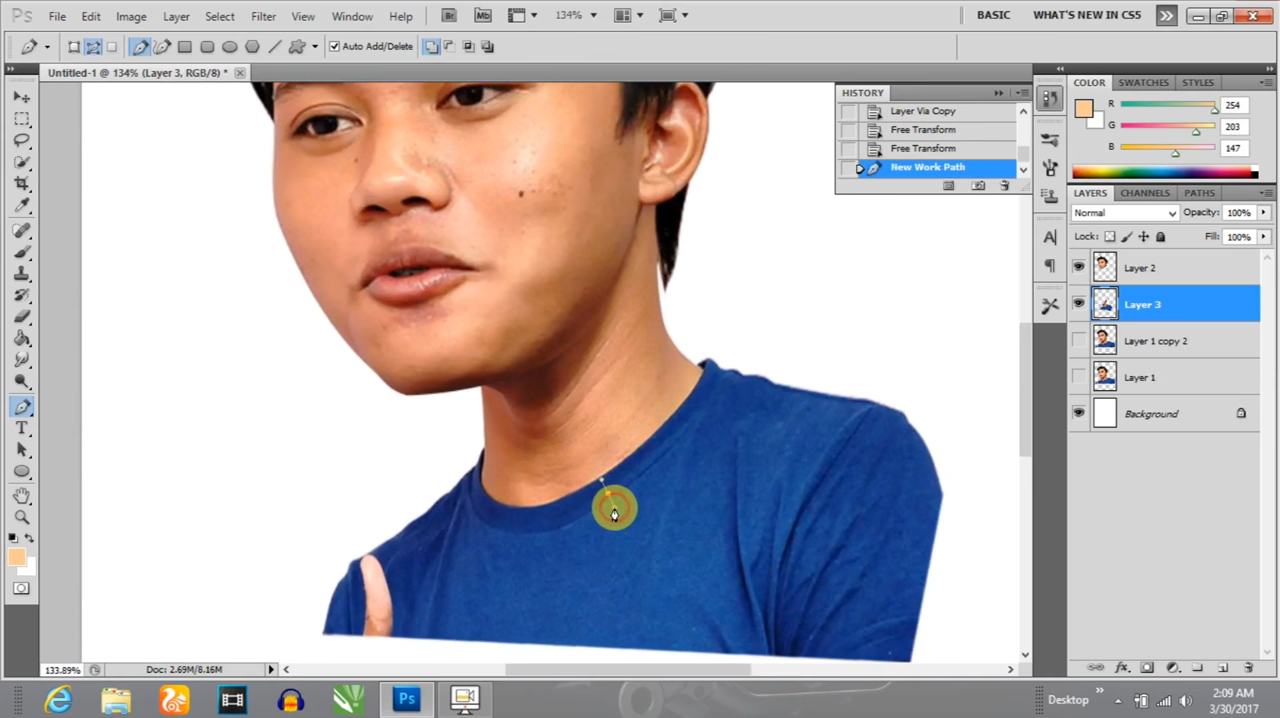 Ps File Edit Image Layer Select Filter View Window Help Br Mb 134% BASIC WHAT'S NEW IN CS5
Auto Add/Delete
Untitled-1 @ 134% (Layer 3, RGB/8) *
HISTORY
Layer Via Copy
Free Transform
Free Transform
New Work Path
COLOR SWATCHES STYLES
R 254
G 203
B 147
LAYERS CHANNELS PATHS
Normal Opacity: 100%
Lock: Fill: 100%
Layer 2
Layer 3
Layer 1 copy 2
Layer 1
Background
133.89% Doc: 2.69M/8.16M
Ps Desktop 2:09 AM
3/30/2017